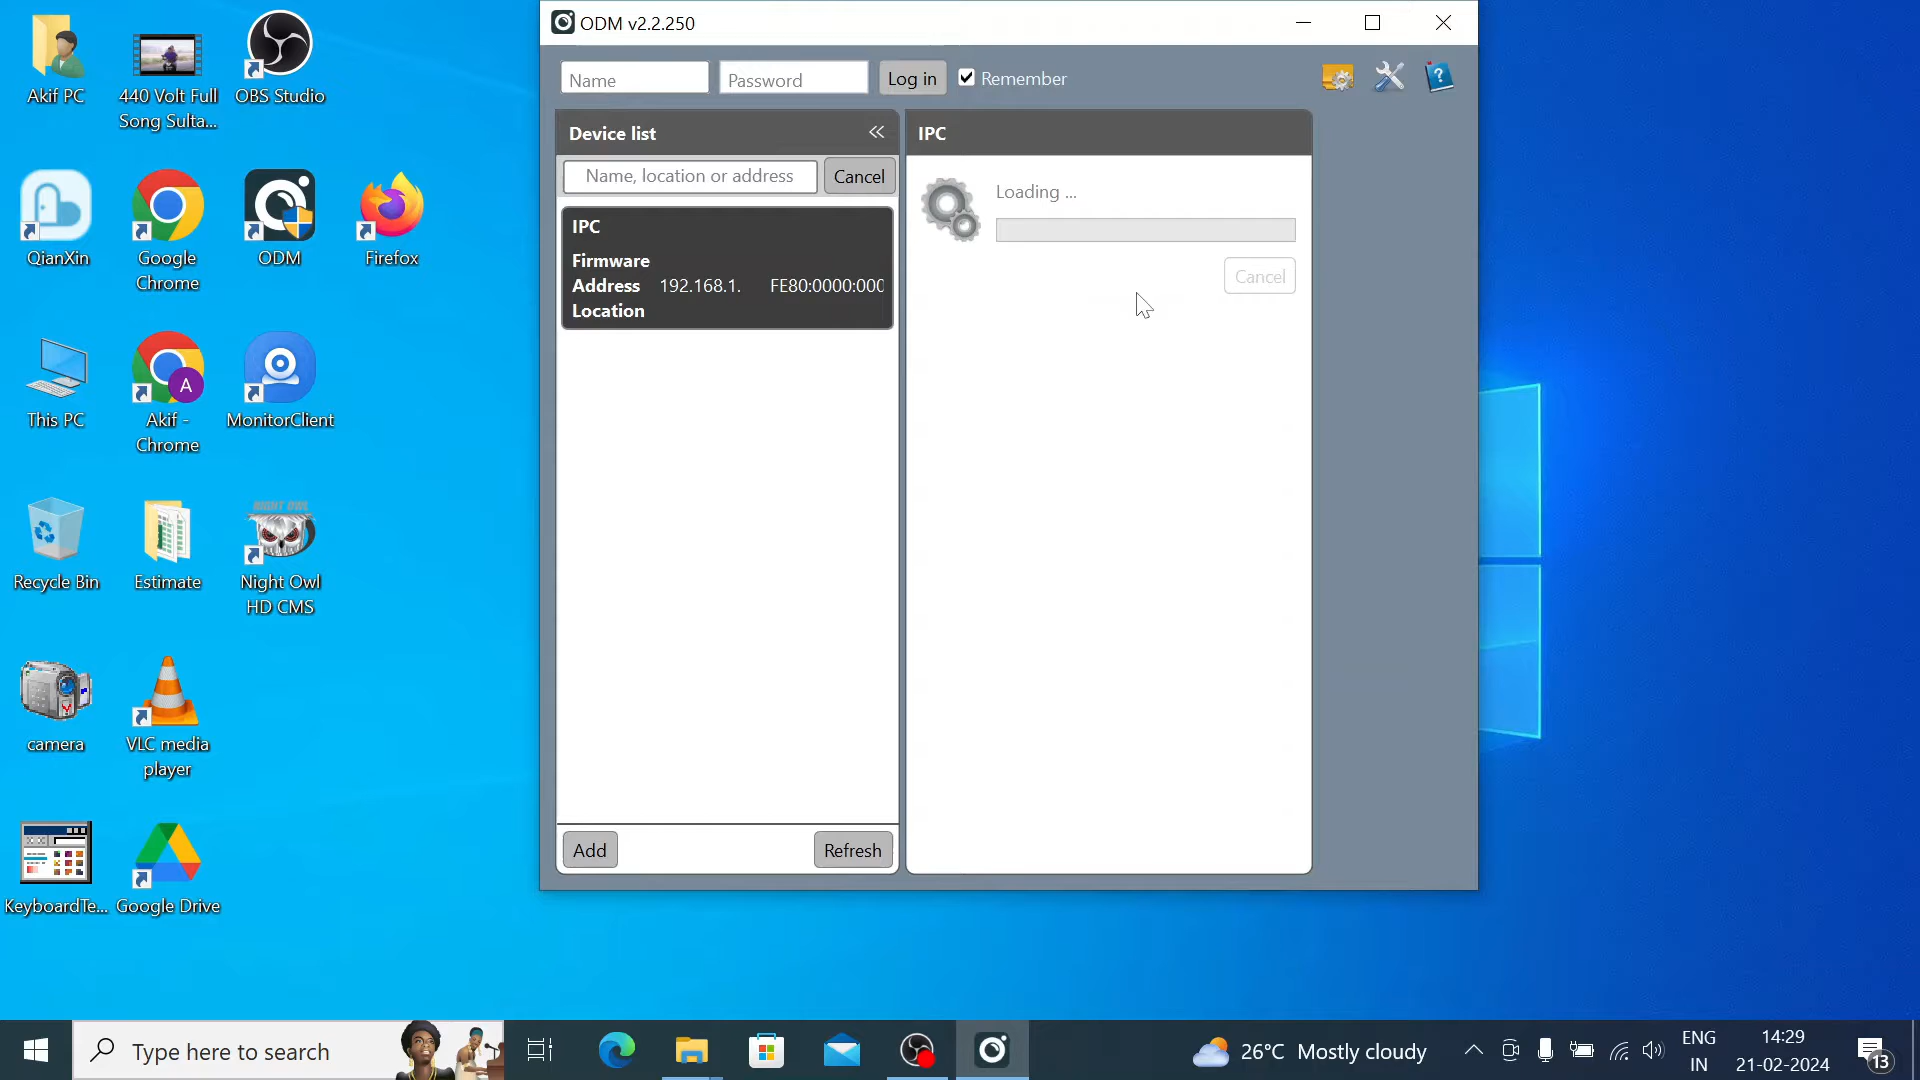 Akif PC
440 Volt Full
Song Sulta...
OBS Studio
QianXin
Google
Chrome
ODM
Firefox
This PC
A
Akif -
Chrome
MonitorClient
Recycle Bin
Estimate
NIGHT OWL
Night Owl
HD CMS
camera
VLC media
player
KeyboardTe...
Google Drive
ODM v2.2.250
Name
Password
Log in
Remember
Device list
Name, location or address
Cancel
IPC
Firmware
Address 192.168.1. FE80:0000:000
Location
Add
Refresh
IPC
Loading ...
Cancel
Type here to search
26°C Mostly cloudy
ENG
IN
14:29
21-02-2024
13